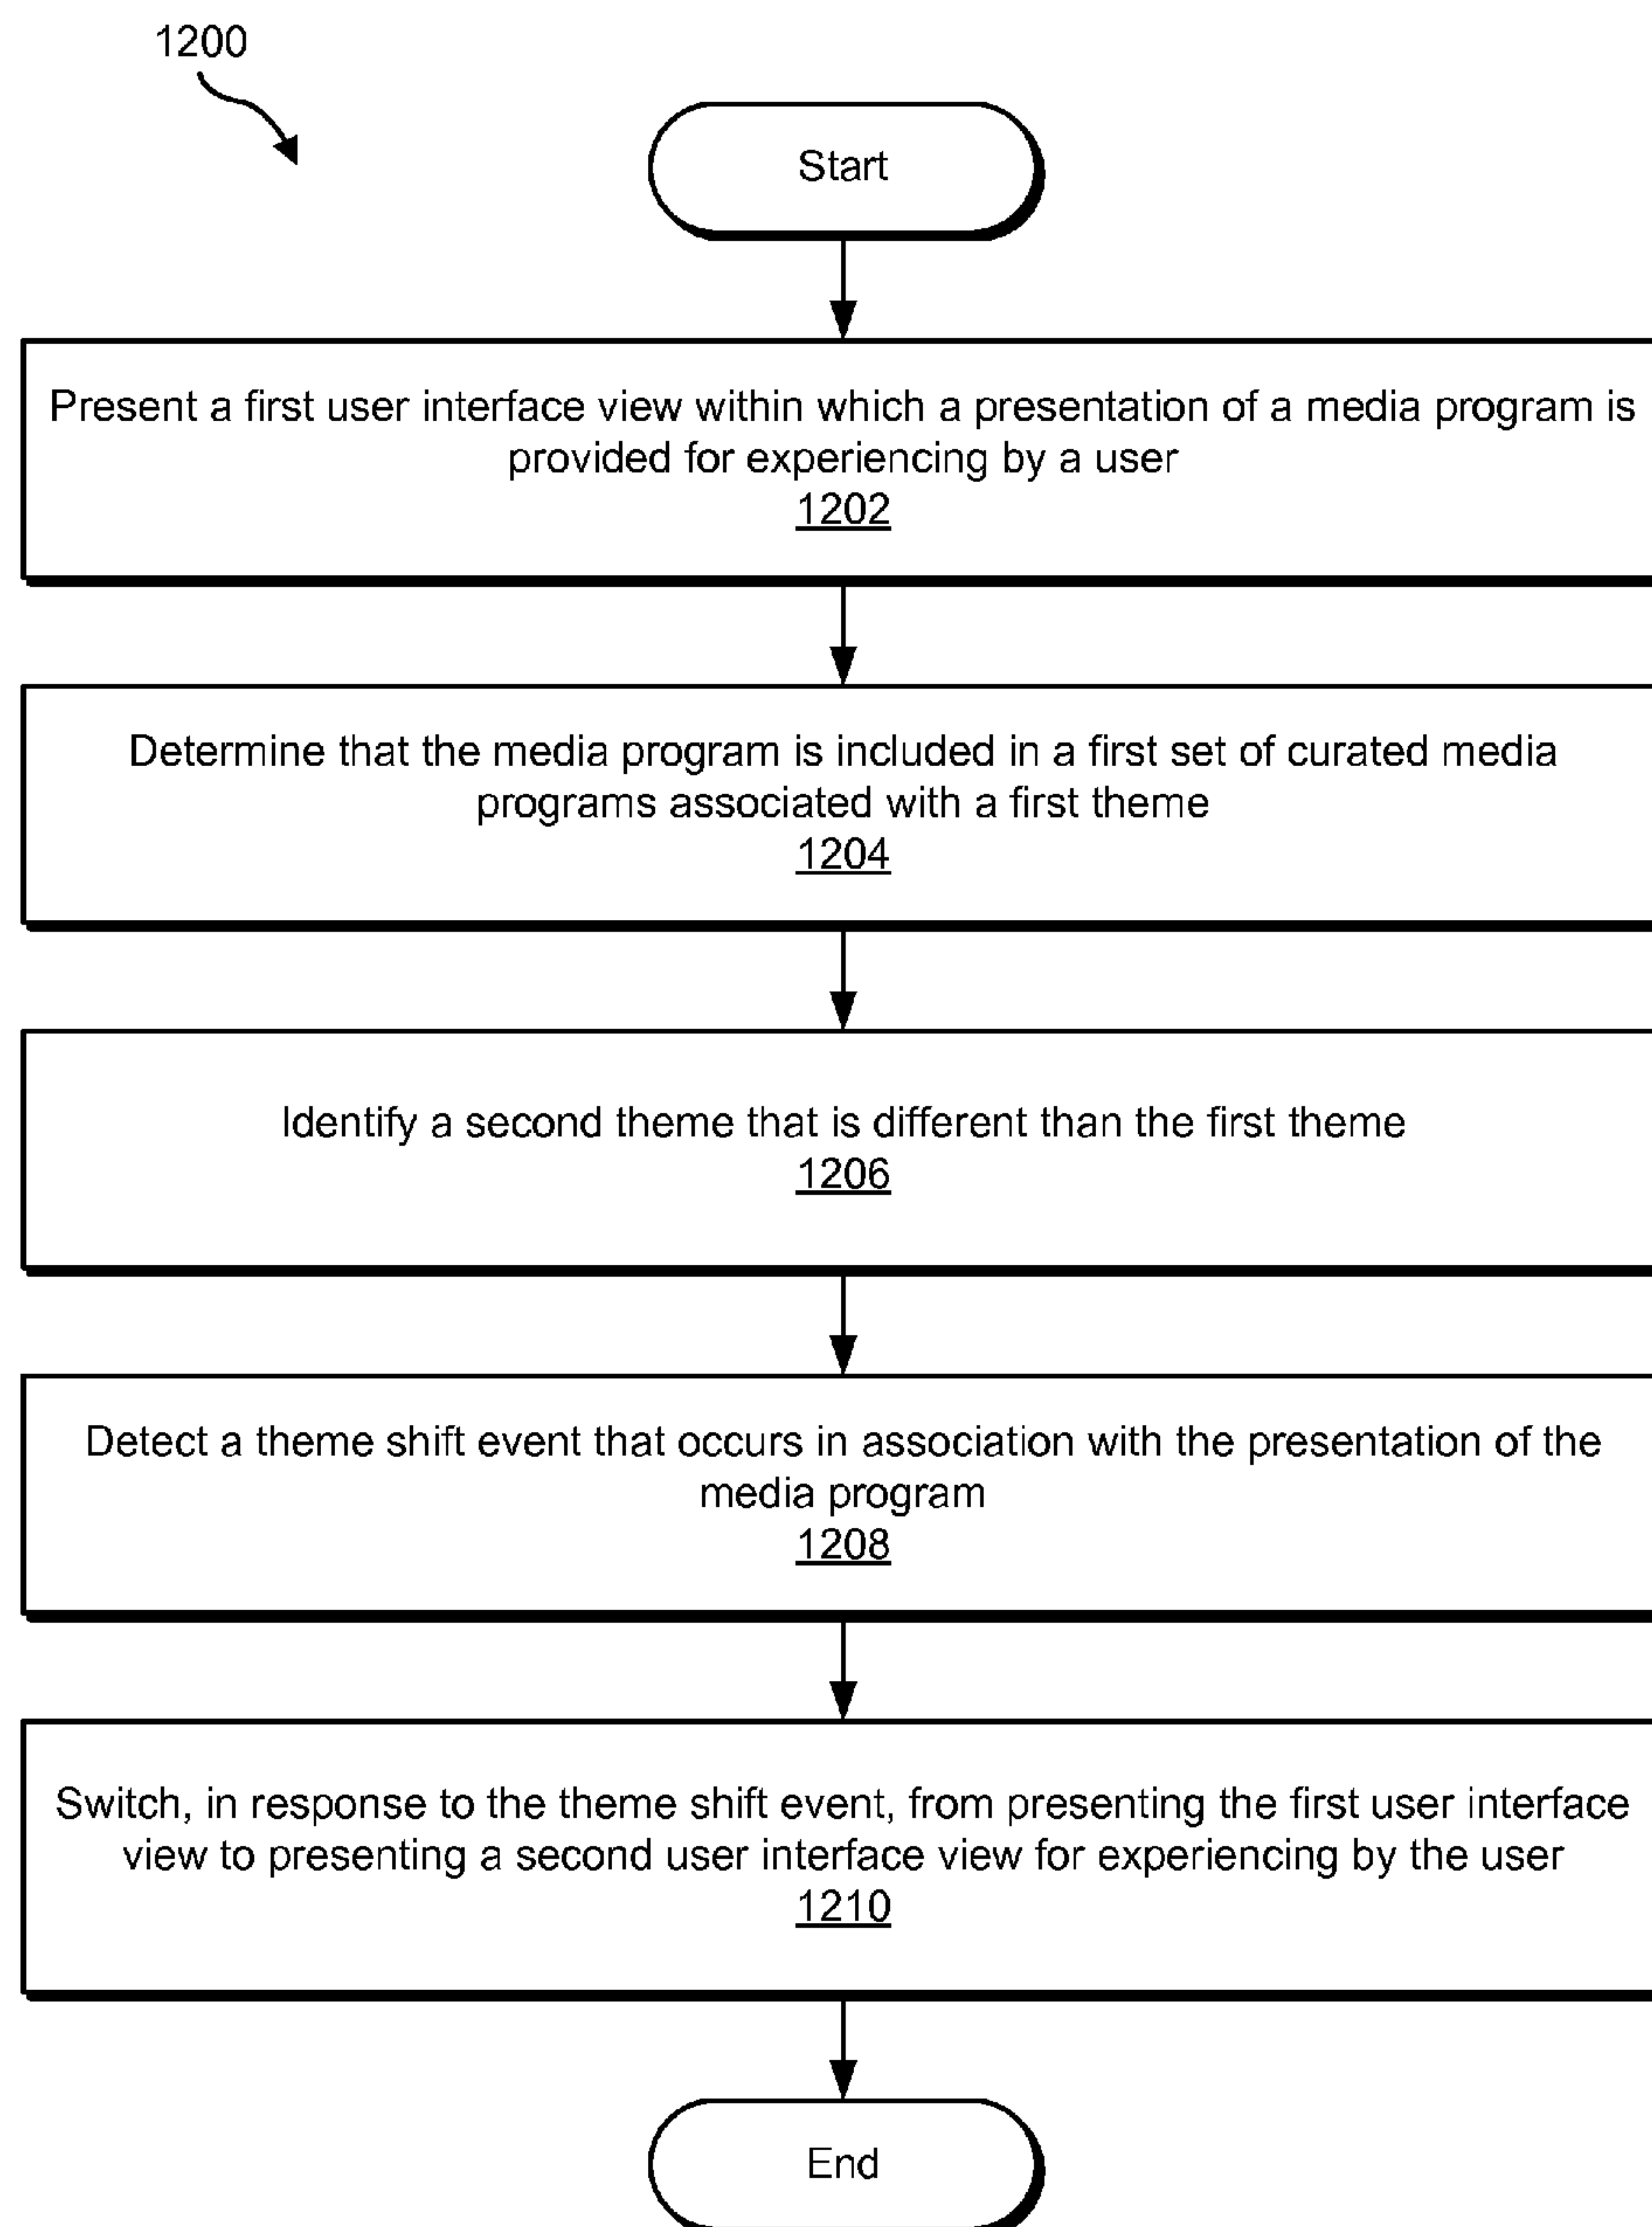 1200
Start
Present a first user interface view within which a presentation of a media program is
provided for experiencing by a user
1202
Determine that the media program is included in a first set of curated media
programs associated with a first theme
1204
Identify a second theme that is different than the first theme
1206
Detect a theme shift event that occurs in association with the presentation of the
media program
1208
Switch, in response to the theme shift event, from presenting the first user interface
view to presenting a second user interface view for experiencing by the user
1210
End